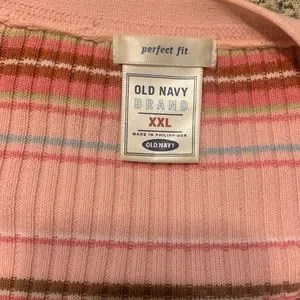 perfect fit
OLD NAVY
BRAND
XXL
MADE IN PHILIPPINES
OLD NAVY